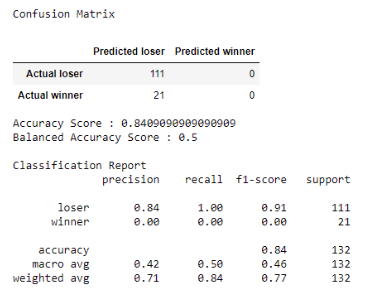 Confusion Matrix
Predicted loser Predicted winner
Actual loser 111 0
Actual winner 21 0
Accuracy Score : 0.8409090909090909
Balanced Accuracy Score : 0.5
Classification Report
precision recall f1-score support
loser 0.84 1.00 0.91 111
winner 0.00 0.00 0.00 21
accuracy 0.84 132
macro avg 0.42 0.50 0.46 132
weighted avg 0.71 0.84 0.77 132